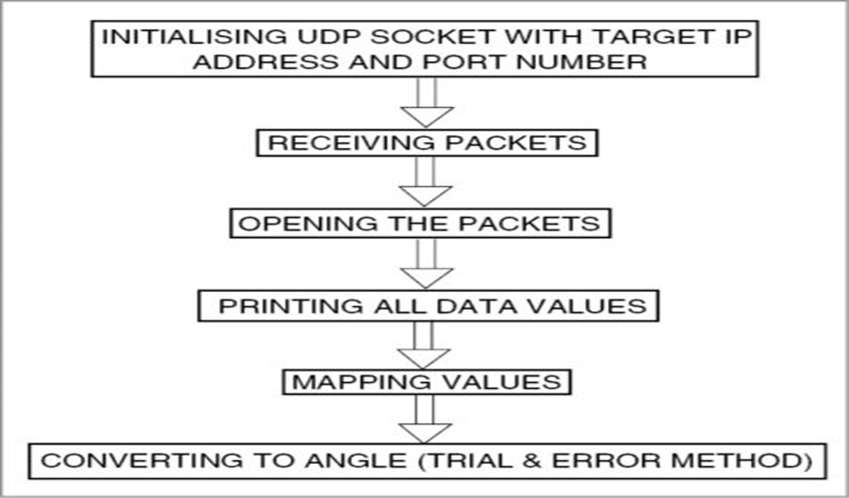 INITIALISING UDP SOCKET WITH TARGET IP
ADDRESS AND PORT NUMBER
RECEIVING PACKETS
OPENING THE PACKETS
PRINTING ALL DATA VALUES
MAPPING VALUES
CONVERTING TO ANGLE (TRIAL & ERROR METHOD)